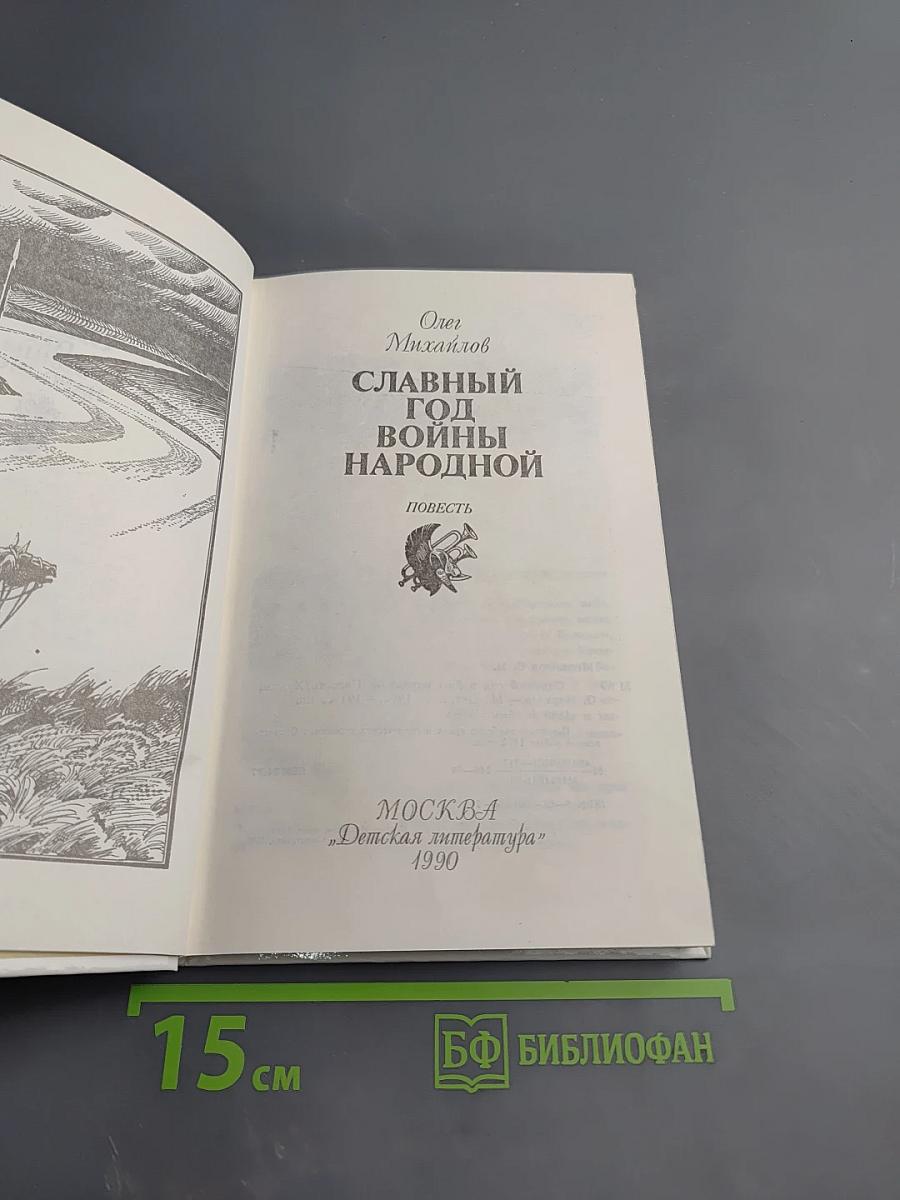 Олег
Михайлов
СЛАВНЫЙ
ГОД
ВОЙНЫ
НАРОДНОЙ
ПОВЕСТЬ
МОСКВА
„Детская литература"
1990
15 см
БФ БИБЛИОФАН